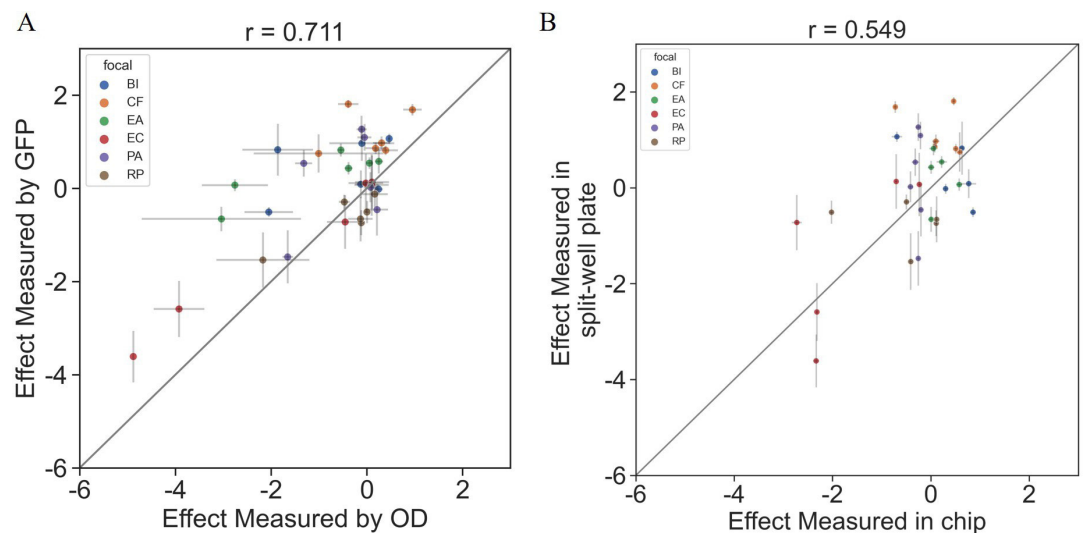 A
r = 0.711
focal
BI
CF
EA
EC
PA
RP
Effect Measured by GFP
2
0
-2
-4
-6
-6
-4
-2
0
2
Effect Measured by OD
B
r = 0.549
focal
BI
CF
EA
EC
PA
RP
Effect Measured in
split-well plate
2
0
-2
-4
-6
-6
-4
-2
0
2
Effect Measured in chip